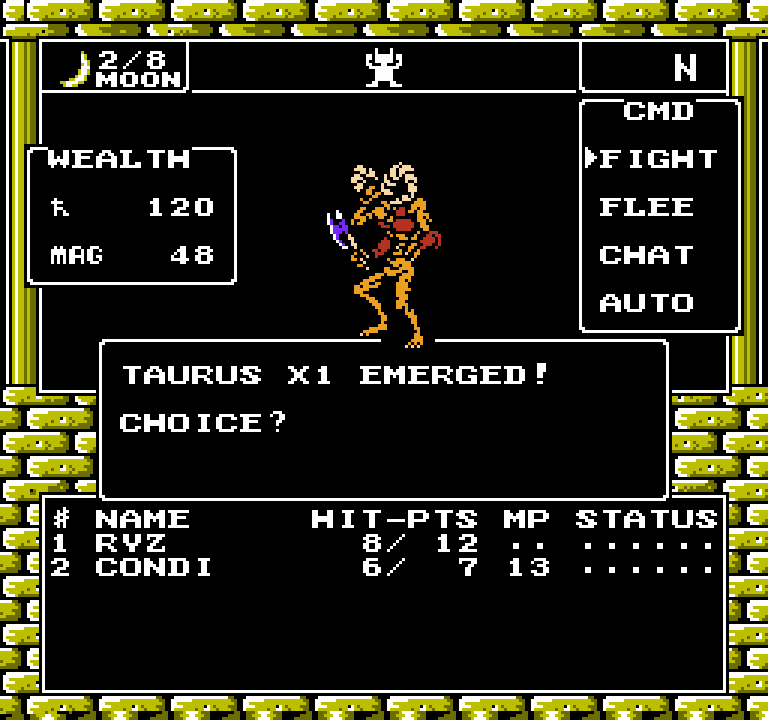 2/8
MOON
N
CMD
FIGHT
FLEE
CHAT
AUTO
WEALTH
ħ 120
MAG 48
TAURUS X1 EMERGED!
CHOICE?
# NAME HIT-PTS MP STATUS
1 RYZ 8/ 12 .. ......
2 CONDI 6/ 7 13 ......